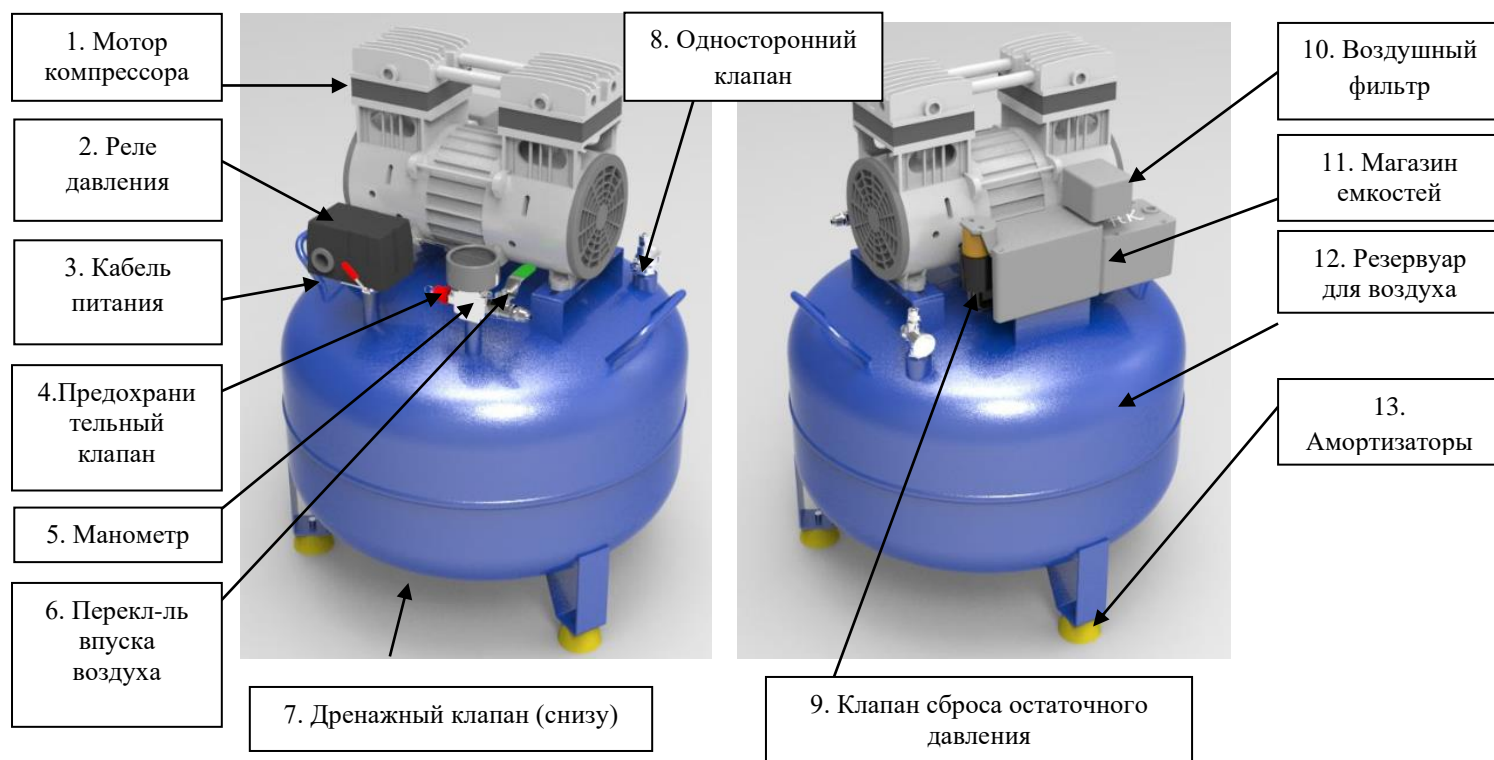 1. Мотор
компрессора
2. Реле
давления
3. Кабель
питания
4.Предохрани
тельный
клапан
5. Манометр
6. Перекл-ль
впуска
воздуха
7. Дренажный клапан (снизу)
8. Односторонний
клапан
9. Клапан сброса остаточного
давления
10. Воздушный
фильтр
11. Магазин
емкостей
12. Резервуар
для воздуха
13.
Амортизаторы